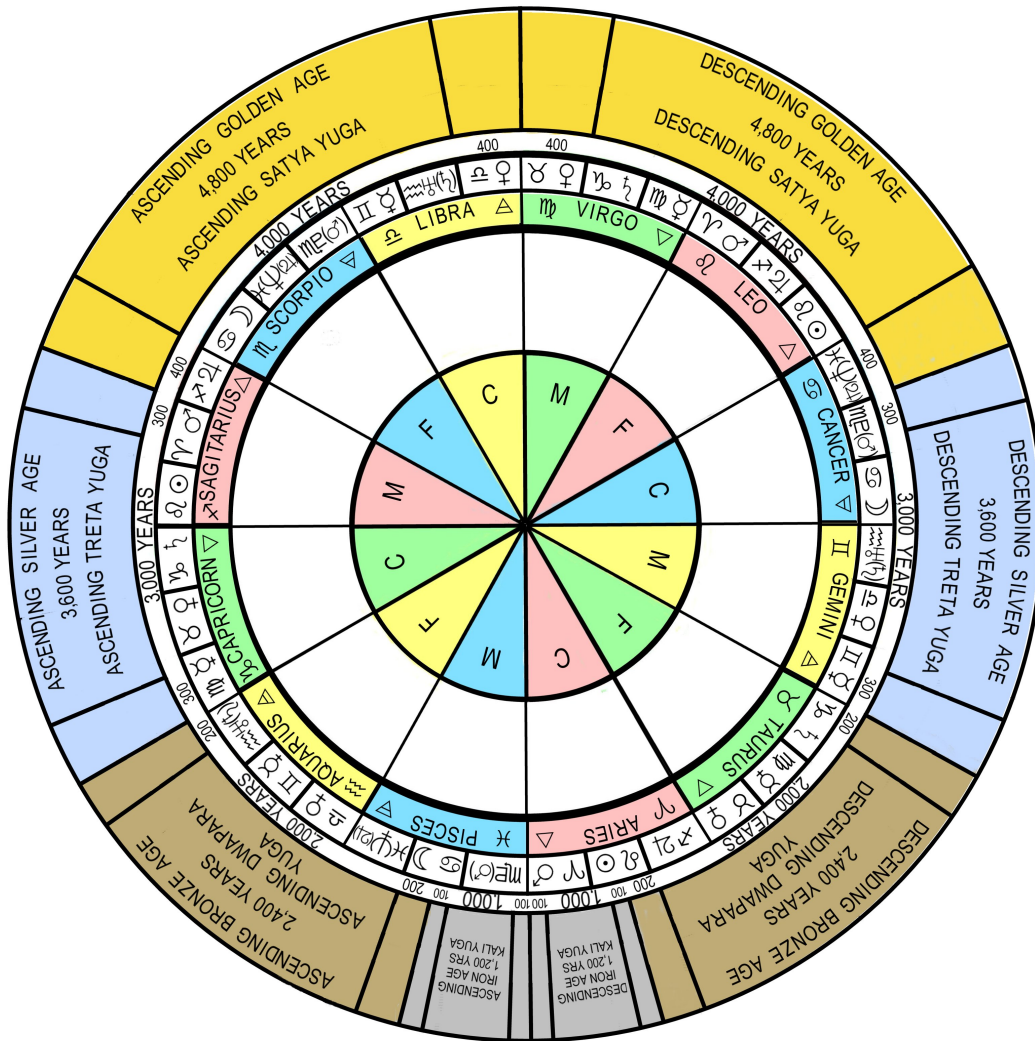 ASCENDING GOLDEN AGE
4,800 YEARS
ASCENDING SATYA YUGA
DESCENDING GOLDEN AGE
4,800 YEARS
DESCENDING SATYA YUGA
DESCENDING SILVER AGE
3,600 YEARS
DESCENDING TRETA YUGA
DESCENDING BRONZE AGE
2,400 YEARS
DESCENDING DWAPARA
YUGA
DESCENDING
IRON AGE
1,200 YRS
KALI YUGA
ASCENDING
IRON AGE
1,200 YRS
KALI YUGA
ASCENDING BRONZE AGE
2,400 YEARS
ASCENDING DWAPARA
YUGA
ASCENDING SILVER AGE
3,600 YEARS
ASCENDING TRETA YUGA
400
4,000 YEARS
400
300
3,000 YEARS
300
200
2,000 YEARS
200
100
1,000
100
100
1,000
100
200
2,000 YEARS
200
300
3,000 YEARS
300
400
4,000 YEARS
400
♍ VIRGO △
♌ LEO △
♋ CANCER △
♊ GEMINI △
♉ TAURUS △
♈ ARIES △
♓ PISCES △
♒ AQUARIUS △
♑ CAPRICORN △
♐ SAGITARIUS △
♏ SCORPIO △
♎ LIBRA △
♉ ♀
♑ ♄
♍ ☿
♈ ♂
♐ ♃
♌ ☉
♓ ♆ (♃)
♏ ♇ (♂)
♋ ☽
♒ ♅ (♄)
♎ ♀
♊ ☿
♑ ♄
♍ ☿
♉ ♀
♐ ♃
♌ ☉
♈ ♂
♏ ♇ (♂)
♋ ☽
♓ ♆ (♃)
♎ ♀
♊ ☿
♒ ♅ (♄)
♍ ☿
♉ ♀
♑ ♄
♌ ☉
♈ ♂
♐ ♃
♋ ☽
♓ ♆ (♃)
♏ ♇ (♂)
♊ ☿
♒ ♅ (♄)
♎ ♀
M
F
C
M
F
C
M
F
C
M
F
C